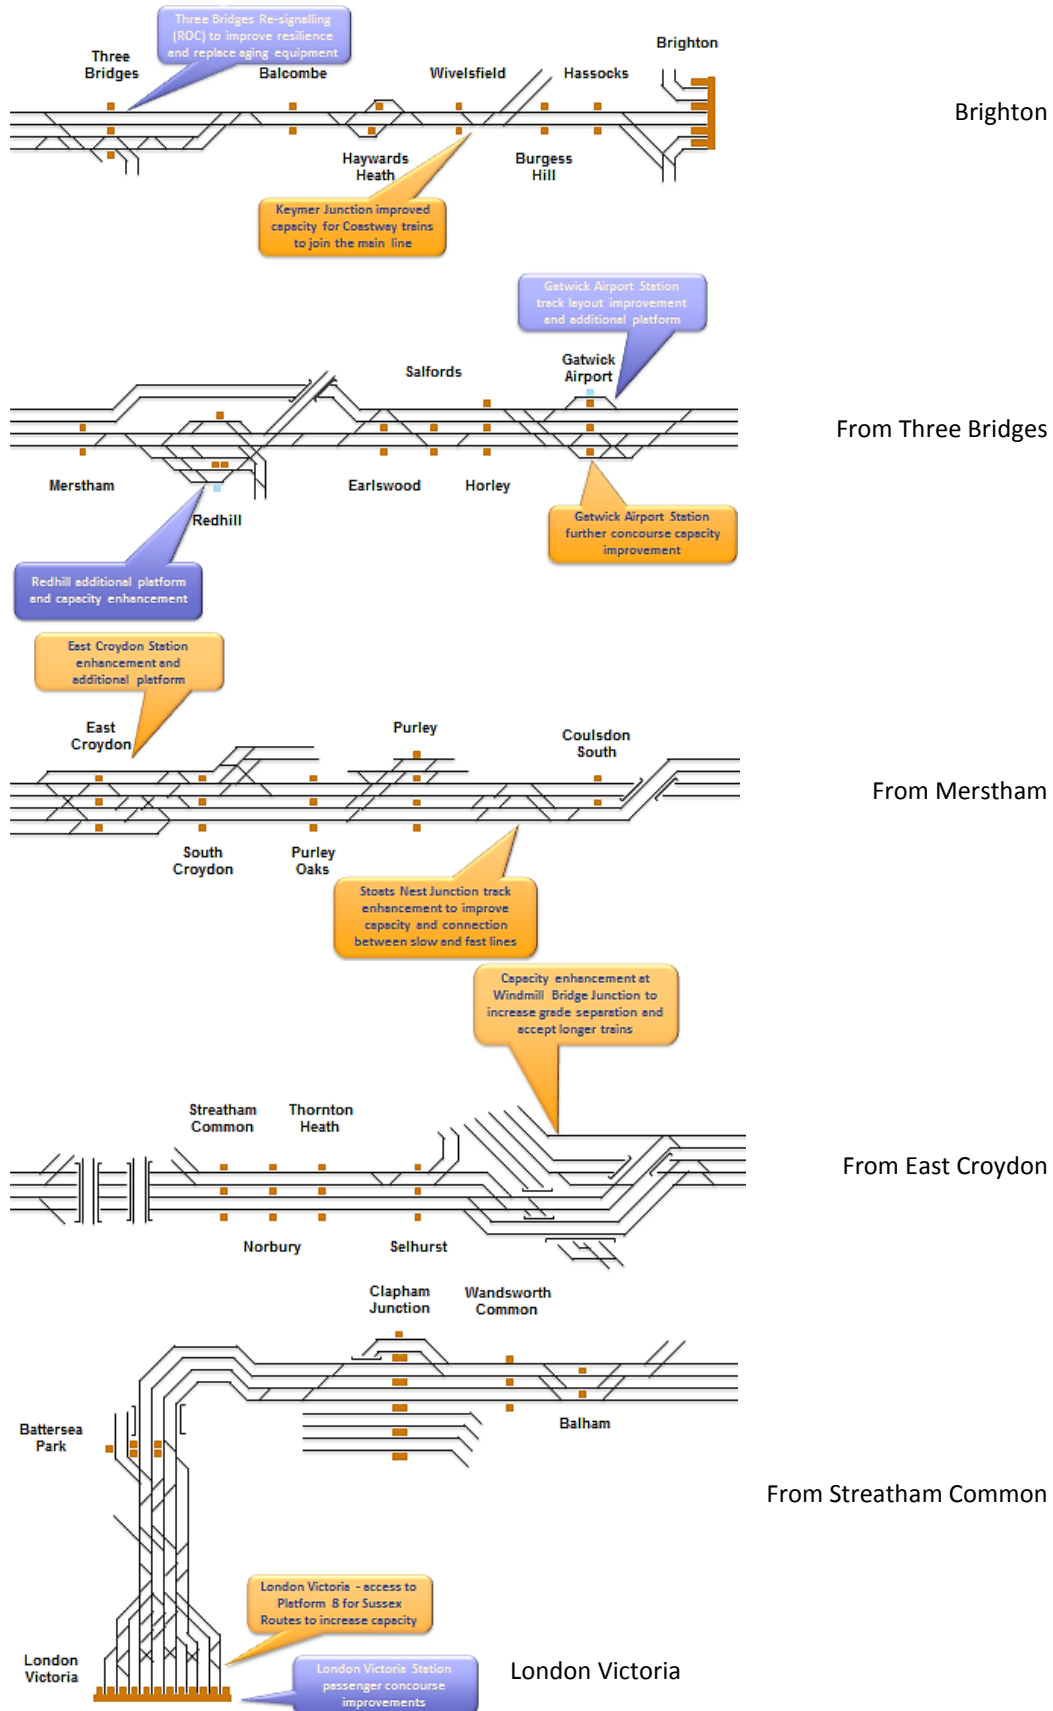 Three Bridges Re-signalling
(ROC) to improve resilience
and replace aging equipment
Three
Bridges
Balcombe
Wivelsfield
Hassocks
Brighton
Brighton
Haywards
Heath
Burgess
Hill
Keymer Junction improved
capacity for Coastway trains
to join the main line
Gatwick Airport Station
track layout improvement
and additional platform
Salfords
Gatwick
Airport
From Three Bridges
Merstham
Redhill
Earlswood
Horley
Gatwick Airport Station
further concourse capacity
improvement
Redhill additional platform
and capacity enhancement
East Croydon Station
enhancement and
additional platform
East
Croydon
Purley
Coulsdon
South
From Merstham
South
Croydon
Purley
Oaks
Stoats Nest Junction track
enhancement to improve
capacity and connection
between slow and fast lines
Capacity enhancement at
Windmill Bridge Junction to
increase grade separation and
accept longer trains
Streatham
Common
Thornton
Heath
From East Croydon
Norbury
Selhurst
Clapham
Junction
Wandsworth
Common
Battersea
Park
Balham
From Streatham Common
London Victoria - access to
Platform 8 for Sussex
Routes to increase capacity
London
Victoria
London Victoria Station
passenger concourse
improvements
London Victoria